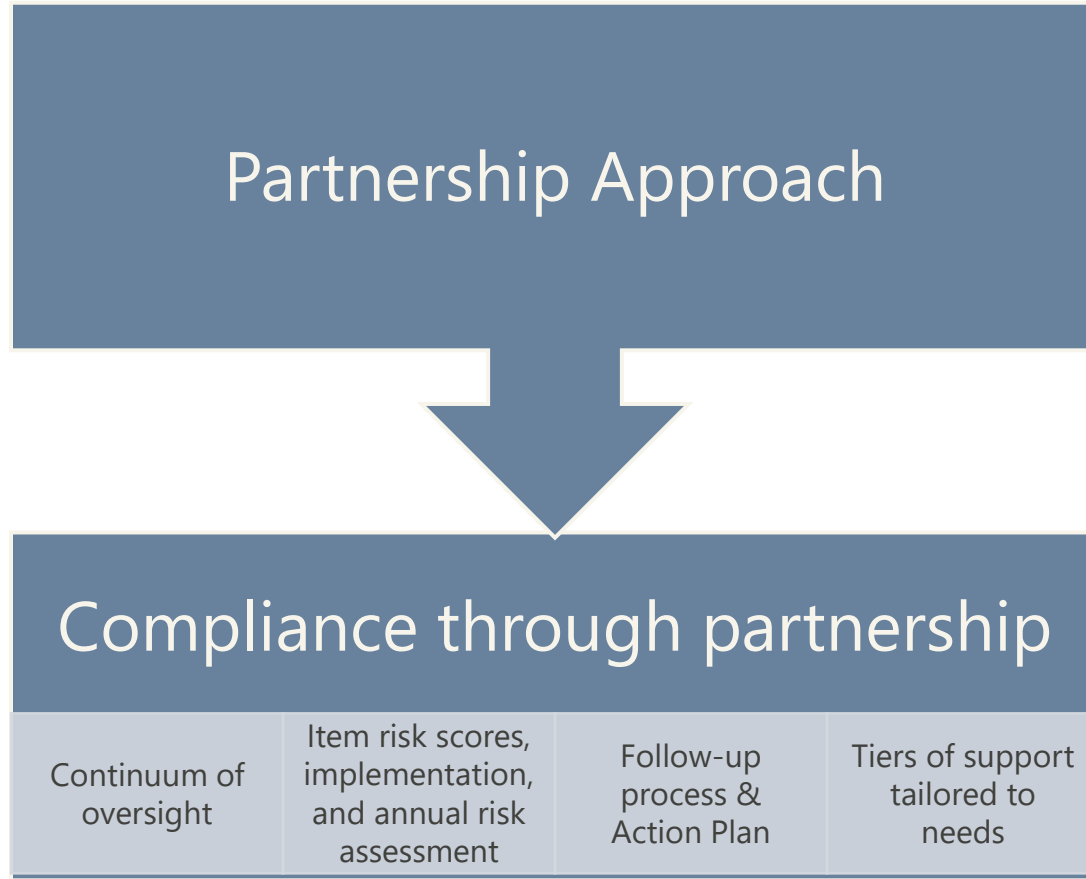 Partnership Approach
Compliance through partnership
Continuum of
oversight
Item risk scores,
implementation,
and annual risk
assessment
Follow-up
process &
Action Plan
Tiers of support
tailored to
needs